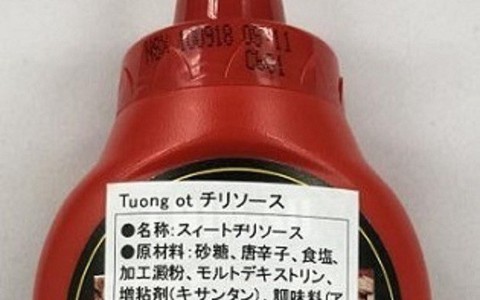 NSX 100918 09 11
Tuong ot チリソース
●名称:スィートチリソース
●原材料:砂糖、唐辛子、食塩、
加工澱粉、モルトデキストリン、
増粘剤(キサンタン)、調味料(ア